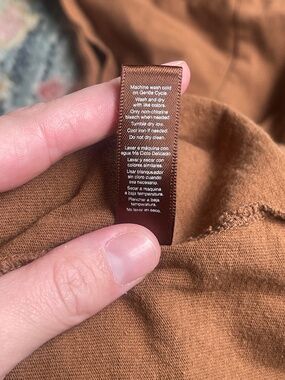 Machine wash cold
on Gentle Cycle.
Wash and dry
with like colors.
Only non-chlorine
bleach when needed.
Tumble dry low.
Cool iron if needed.
Do not dry clean.
Lavar a máquina con
agua fría Ciclo Delicado.
Lavar y secar con
colores similares.
Usar blanqueador
sin cloro cuando
sea necesario.
Secar a maquina
a baja temperatura.
Planchar a baja
temperatura.
No lavar en seco.